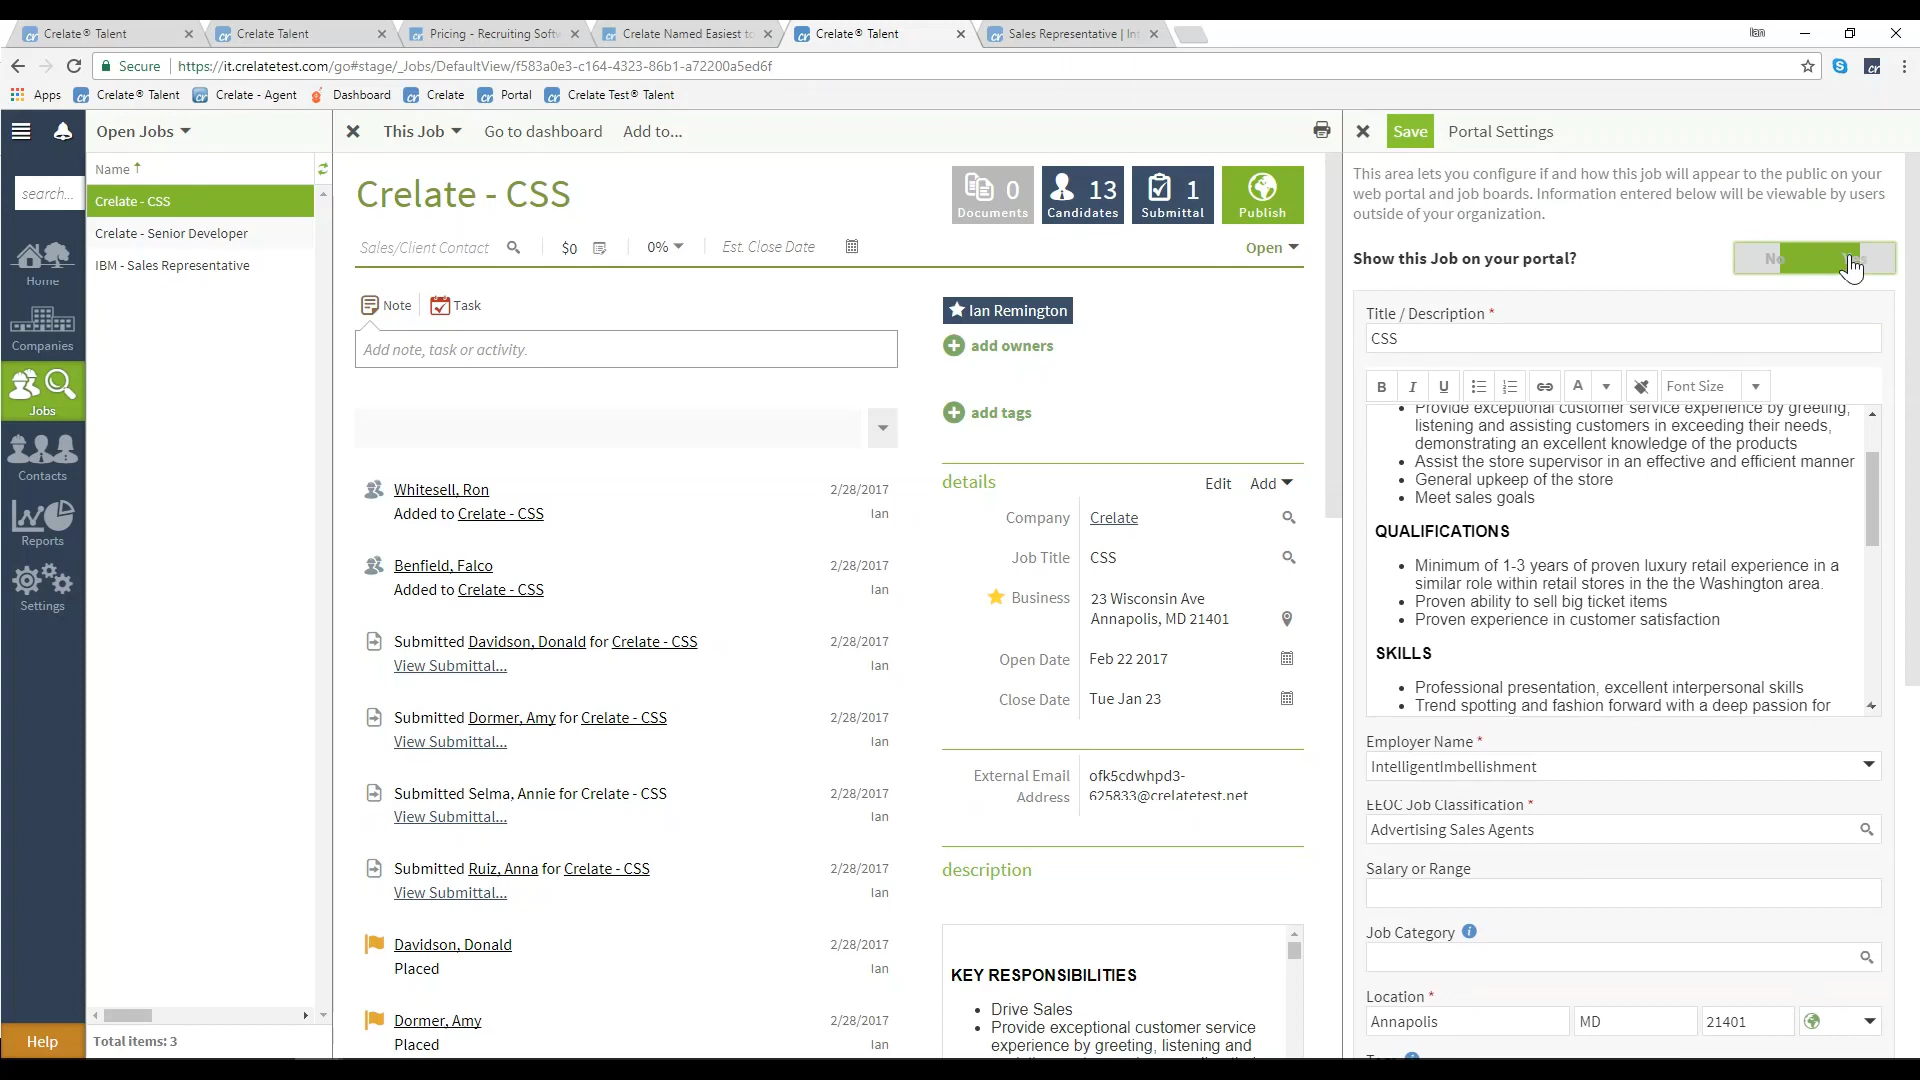 Crelate® Talent
Crelate Talent
Pricing - Recruiting Softw
Crelate Named Easiest to
Crelate® Talent
Sales Representative | In
Ian
Secure
https://it.crelatetest.com/go#stage/_Jobs/DefaultView/f583a0e3-c164-4323-86b1-a72200a5ed6f
Apps
Crelate® Talent
Crelate - Agent
Dashboard
Crelate
Portal
Crelate Test® Talent
search...
Home
Companies
Jobs
Contacts
Reports
Settings
Help
Open Jobs
Name
Crelate - CSS
Crelate - Senior Developer
IBM - Sales Representative
Total items: 3
This Job
Go to dashboard
Add to...
Crelate - CSS
0
Documents
13
Candidates
1
Submittal
Publish
Sales/Client Contact
$0
0%
Est. Close Date
Open
Note
Task
Add note, task or activity.
Whitesell, Ron 2/28/2017
Added to Crelate - CSS Ian
Benfield, Falco 2/28/2017
Added to Crelate - CSS Ian
Submitted Davidson, Donald for Crelate - CSS 2/28/2017
View Submittal... Ian
Submitted Dormer, Amy for Crelate - CSS 2/28/2017
View Submittal... Ian
Submitted Selma, Annie for Crelate - CSS 2/28/2017
View Submittal... Ian
Submitted Ruiz, Anna for Crelate - CSS 2/28/2017
View Submittal... Ian
Davidson, Donald 2/28/2017
Placed Ian
Dormer, Amy 2/28/2017
Placed Ian
Ian Remington
add owners
add tags
details Edit Add
Company Crelate
Job Title CSS
Business 23 Wisconsin Ave
Annapolis, MD 21401
Open Date Feb 22 2017
Close Date Tue Jan 23
External Email ofk5cdwhpd3-
Address 625833@crelatetest.net
description
KEY RESPONSIBILITIES
• Drive Sales
• Provide exceptional customer service
experience by greeting, listening and
Save
Portal Settings
This area lets you configure if and how this job will appear to the public on your
web portal and job boards. Information entered below will be viewable by users
outside of your organization.
Show this Job on your portal? No
Title / Description *
CSS
B I U A Font Size
• Provide exceptional customer service experience by greeting,
listening and assisting customers in exceeding their needs,
demonstrating an excellent knowledge of the products
• Assist the store supervisor in an effective and efficient manner
• General upkeep of the store
• Meet sales goals
QUALIFICATIONS
• Minimum of 1-3 years of proven luxury retail experience in a
similar role within retail stores in the the Washington area.
• Proven ability to sell big ticket items
• Proven experience in customer satisfaction
SKILLS
• Professional presentation, excellent interpersonal skills
• Trend spotting and fashion forward with a deep passion for
Employer Name *
IntelligentImbellishment
EEOC Job Classification *
Advertising Sales Agents
Salary or Range
Job Category
Location *
Annapolis
MD
21401